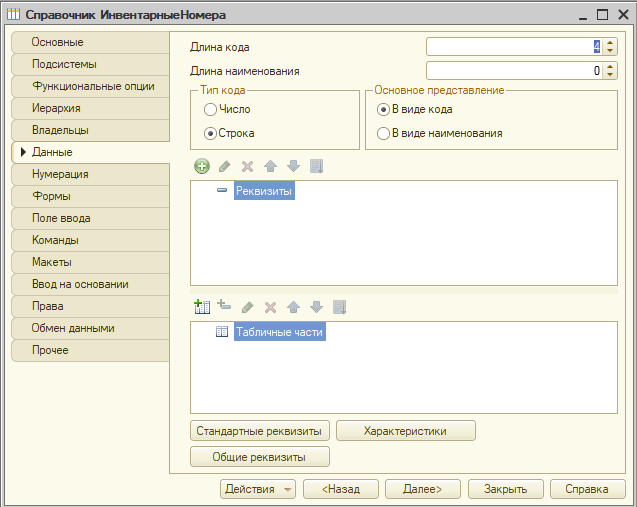 Справочник ИнвентарныеНомера
Основные
Подсистемы
Функциональные опции
Иерархия
Владельцы
Данные
Нумерация
Формы
Поле ввода
Команды
Макеты
Ввод на основании
Права
Обмен данными
Прочее
Длина кода 4
Длина наименования 0
Тип кода
Число
Строка
Основное представление
В виде кода
В виде наименования
Реквизиты
Табличные части
Стандартные реквизиты Характеристики
Общие реквизиты
Действия <Назад Далее> Закрыть Справка